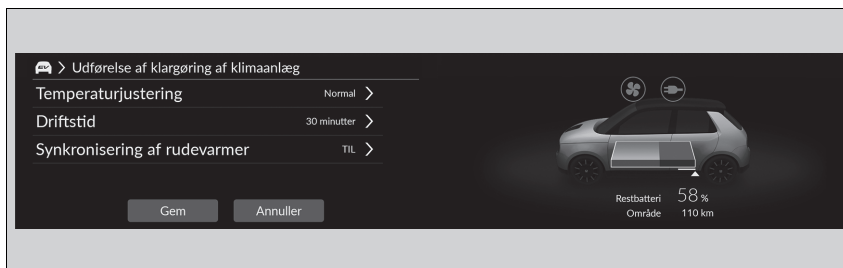 EV > Udførelse af klargøring af klimaanlæg
Temperaturjustering Normal >
Driftstid 30 minutter >
Synkronisering af rudevarmer TIL >
Gem Annuller
Restbatteri 58 %
Område 110 km